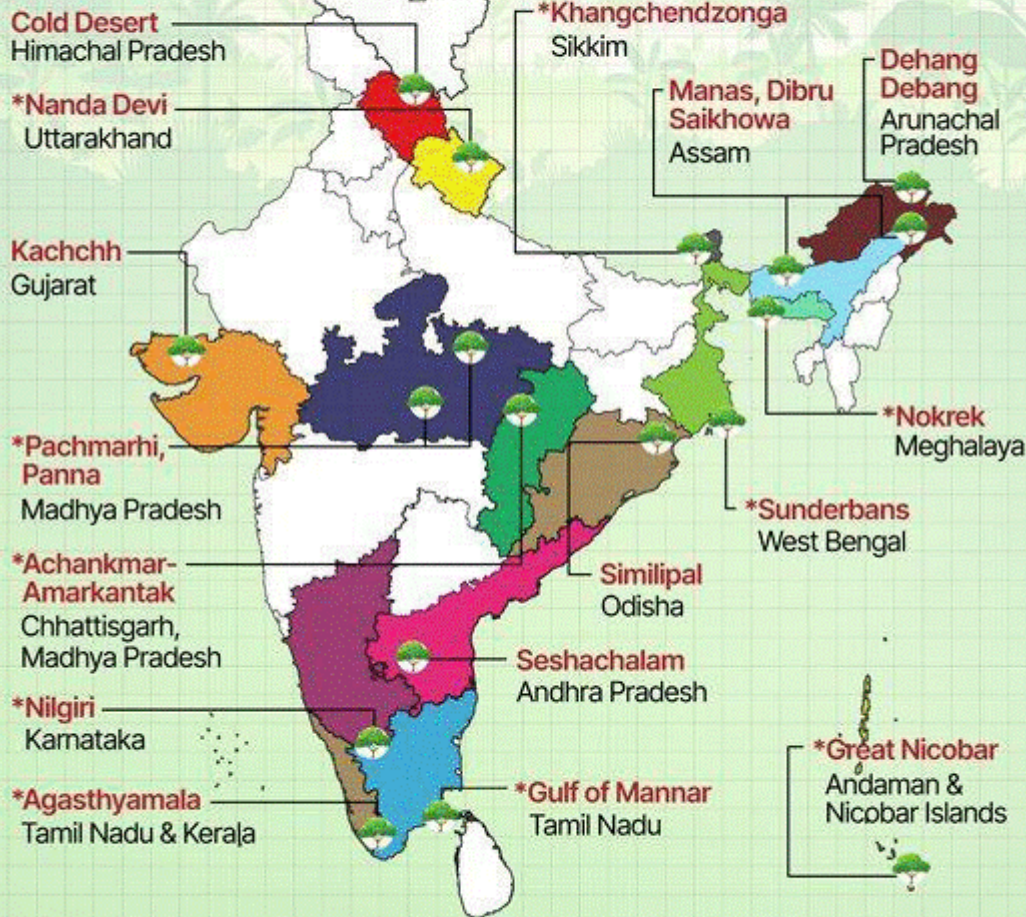 Cold Desert
Himachal Pradesh
*Nanda Devi
Uttarakhand
Kachchh
Gujarat
*Pachmarhi,
Panna
Madhya Pradesh
*Achankmar-
Amarkantak
Chhattisgarh,
Madhya Pradesh
*Nilgiri
Karnataka
*Agasthyamala
Tamil Nadu & Kerala
*Khangchendzonga
Sikkim
Manas, Dibru
Saikhowa
Assam
Dehang
Debang
Arunachal
Pradesh
*Nokrek
Meghalaya
*Sunderbans
West Bengal
Similipal
Odisha
Seshachalam
Andhra Pradesh
*Gulf of Mannar
Tamil Nadu
*Great Nicobar
Andaman &
Nicobar Islands